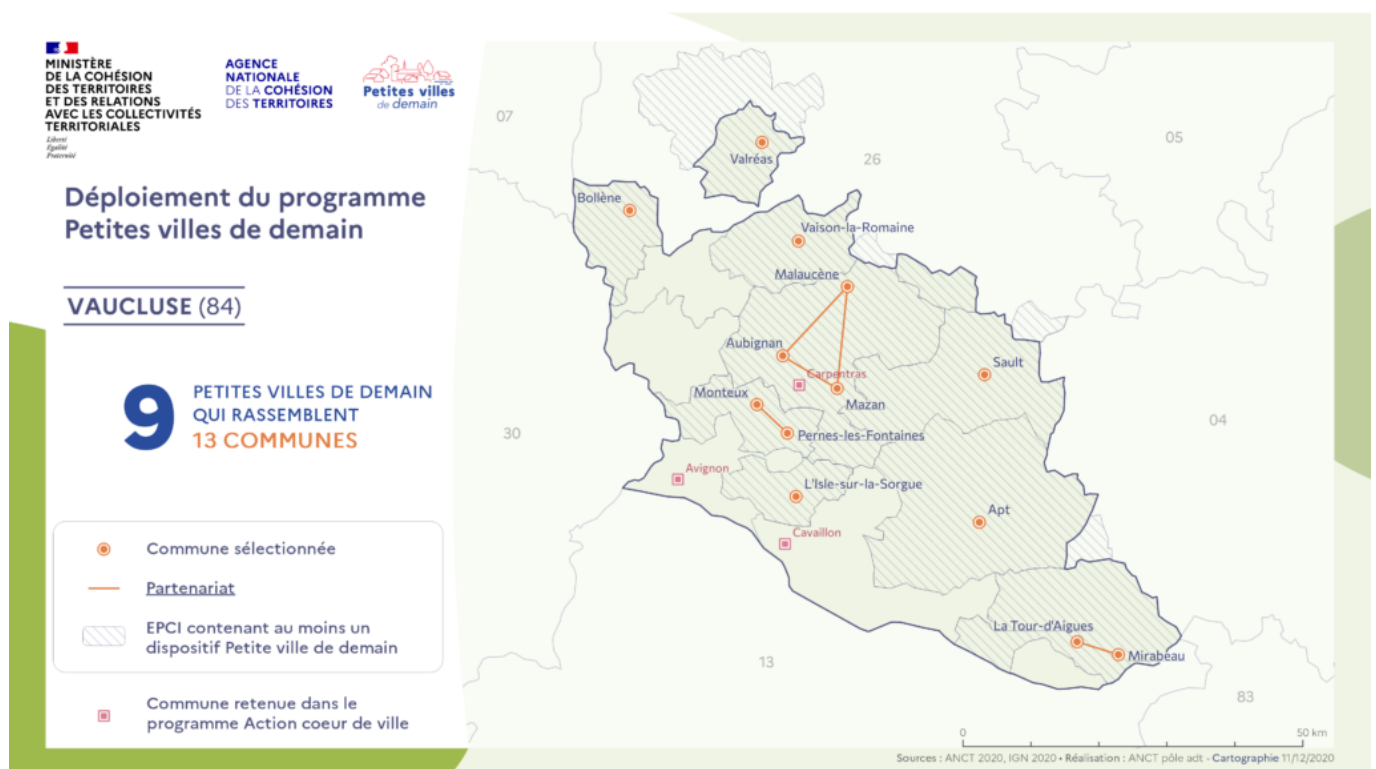 MINISTÈRE
DE LA COHÉSION
DES TERRITOIRES
ET DES RELATIONS
AVEC LES COLLECTIVITÉS
TERRITORIALES
Liberté
Égalité
Fraternité
AGENCE
NATIONALE
DE LA COHÉSION
DES TERRITOIRES
Petites villes
de demain
Déploiement du programme
Petites villes de demain
VAUCLUSE (84)
9
PETITES VILLES DE DEMAIN
QUI RASSEMBLENT
13 COMMUNES
Commune sélectionnée
Partenariat
EPCI contenant au moins un
dispositif Petite ville de demain
Commune retenue dans le
programme Action coeur de ville
07
05
26
Valréas
Bollène
Vaison-la-Romaine
Malaucène
Aubignan
Sault
Carpentras
Monteux
Mazan
04
30
Pernes-les-Fontaines
Avignon
L'Isle-sur-la-Sorgue
Apt
Cavaillon
La Tour-d'Aigues
Mirabeau
13
83
0
50 km
Sources : ANCT 2020, IGN 2020 • Réalisation : ANCT pôle adt - Cartographie 11/12/2020